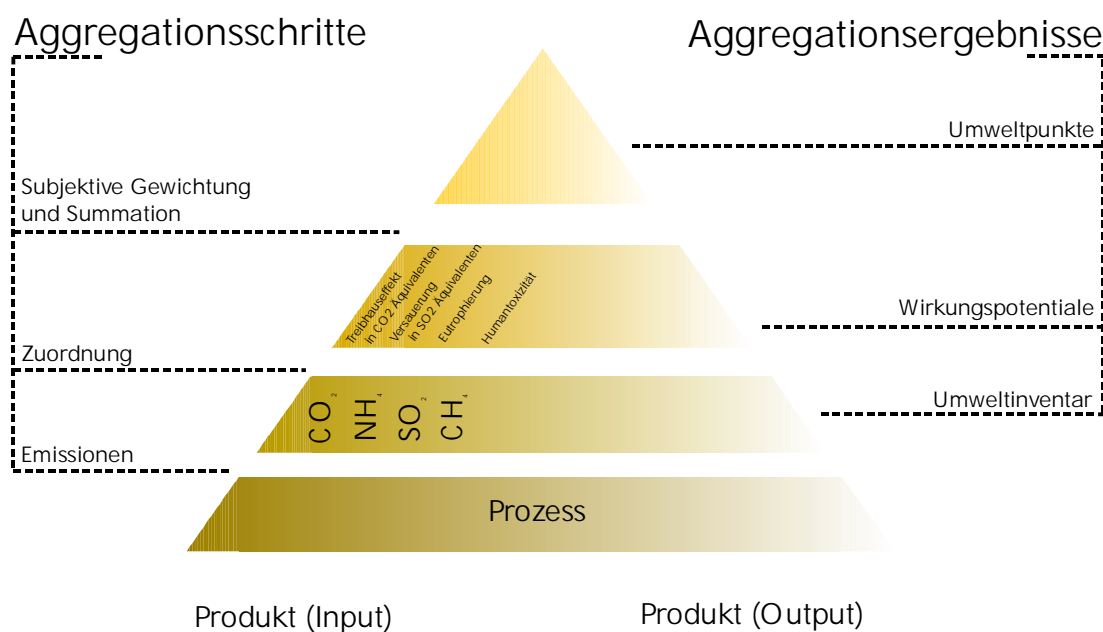 Aggregationsschritte
Aggregationsergebnisse
Umweltpunkte
Subjektive Gewichtung
und Summation
Treibhauseffekt
in CO2 Äquivalenten
Versauerung
in SO2 Äquivalenten
Eutrophierung
Humantoxizität
Wirkungspotentiale
Zuordnung
CO₂
NH₄
SO₂
CH₄
Umweltinventar
Emissionen
Prozess
Produkt (Input)
Produkt (Output)